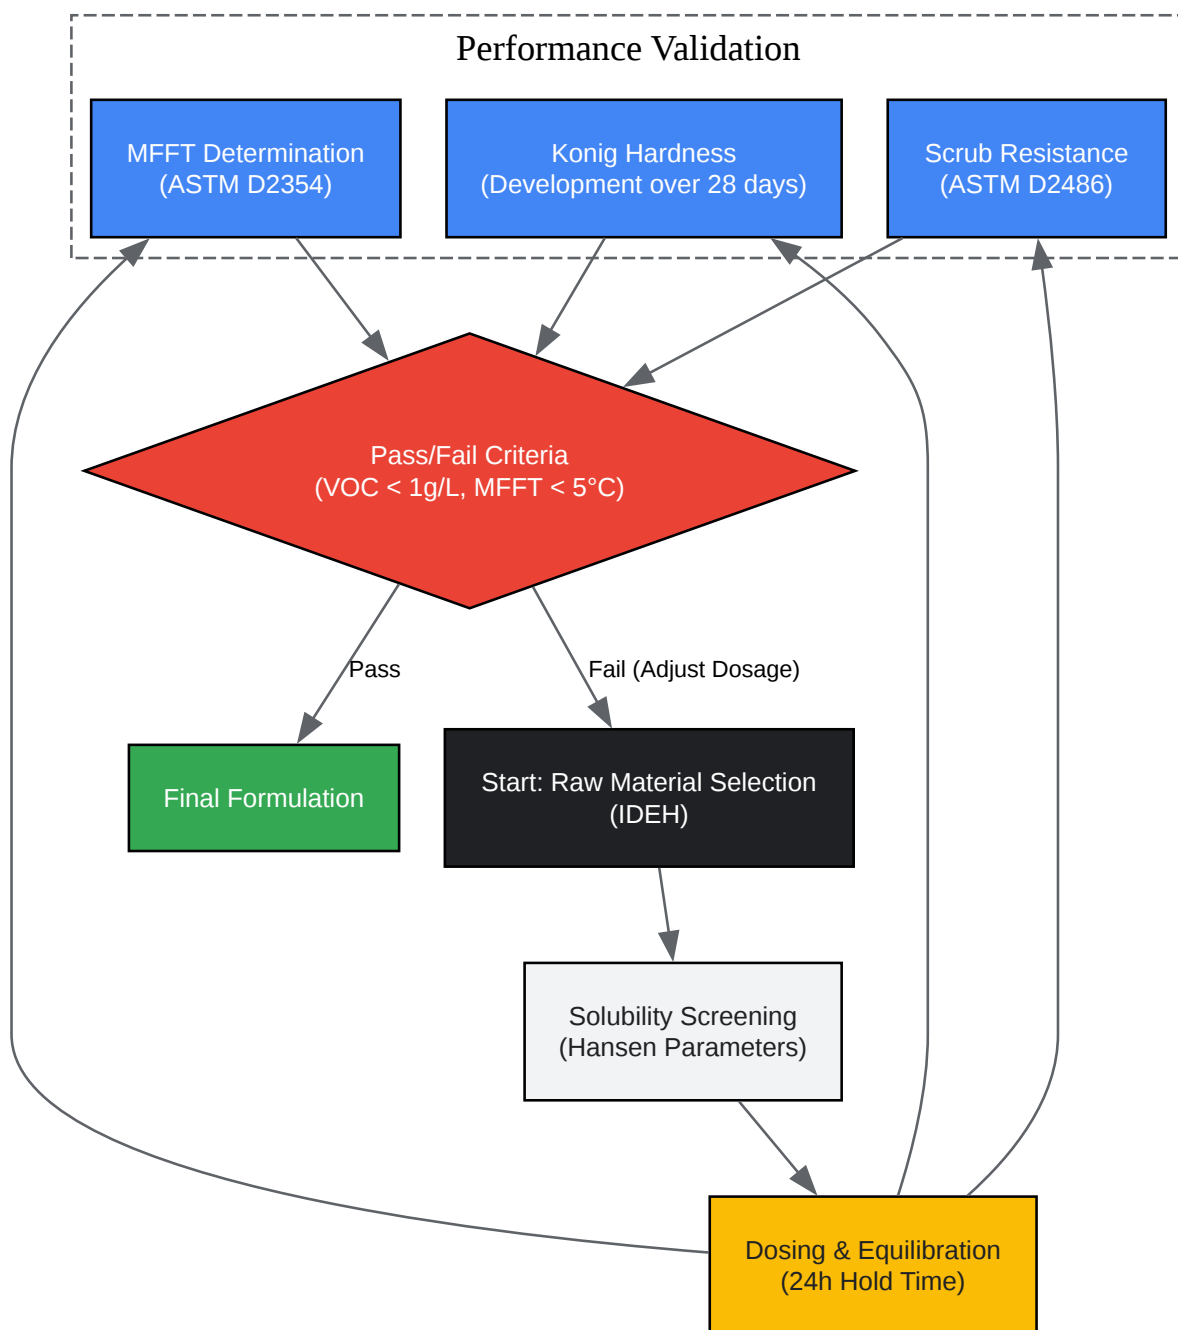 Performance Validation
MFFT Determination
(ASTM D2354)
Konig Hardness
(Development over 28 days)
Scrub Resistance
(ASTM D2486)
Pass/Fail Criteria
(VOC < 1g/L, MFFT < 5°C)
Pass
Fail (Adjust Dosage)
Final Formulation
Start: Raw Material Selection
(IDEH)
Solubility Screening
(Hansen Parameters)
Dosing & Equilibration
(24h Hold Time)